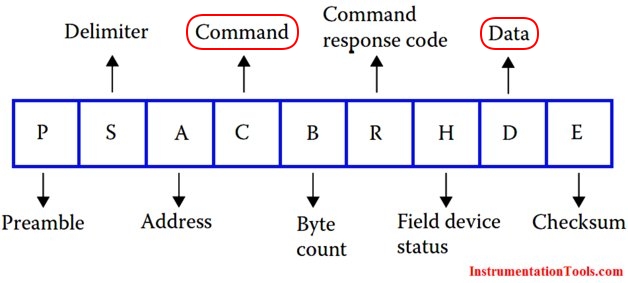 Delimiter
Command
Command
response code
Data
P S A C B R H D E
Preamble
Address
Byte
count
Field device
status
Checksum
InstrumentationTools.com